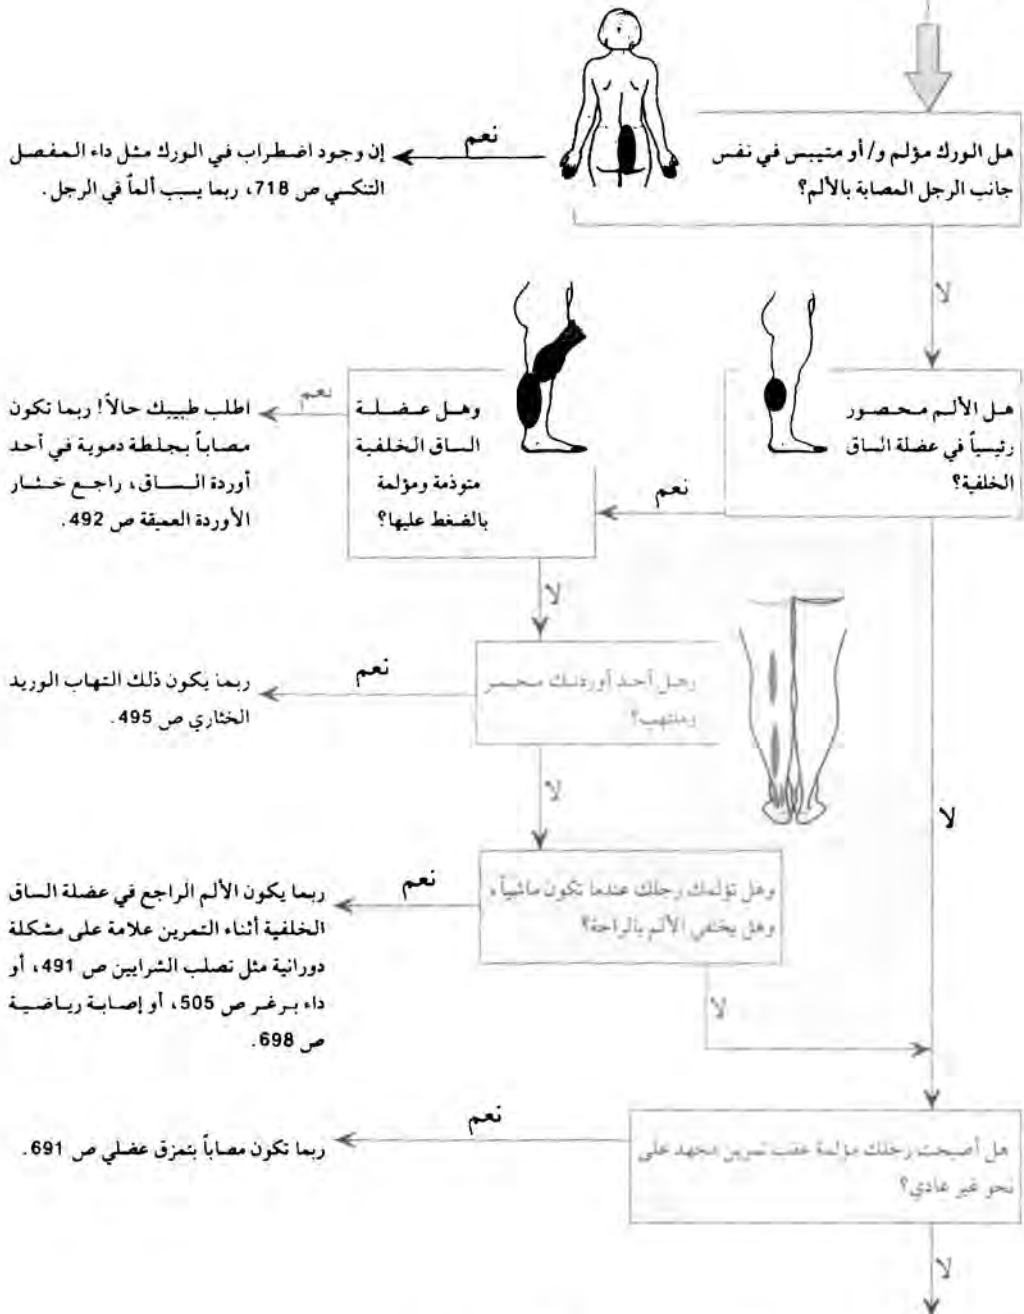 هل الورك مؤلم و/أو متيبس في نفس
جانب الرجل المصابة بالألم؟
نعم
إن وجود اضطراب في الورك مثل داء المفصل
التنكسي ص 718، ربما يسبب ألماً في الرجل.
لا
هل الألم محصور
رئيسياً في عضلة الساق
الخلفية؟
نعم
وهل عضلة
الساق الخلفية
متوذمة ومؤلمة
بالضغط عليها؟
نعم
اطلب طبيبك حالاً! ربما تكون
مصاباً بجلطة دموية في أحد
أوردة الساق، راجع خثار
الأوردة العميقة ص 492.
لا
وهل أحد أوردتك محمر
وملتهب؟
نعم
ربما يكون ذلك التهاب الوريد
الخثاري ص 495.
لا
لا
وهل تؤلمك رجلك عندما تكون ماشياً،
وهل يختفي الألم بالراحة؟
نعم
ربما يكون الألم الراجع في عضلة الساق
الخلفية أثناء التمرين علامة على مشكلة
دورانية مثل تصلب الشرايين ص 491، أو
داء برغر ص 505، أو إصابة رياضية
ص 698.
لا
هل أصبحت رجلك مؤلمة عقب تمرين مجهد على
نحو غير عادي؟
نعم
ربما تكون مصاباً بتمزق عضلي ص 691.
لا